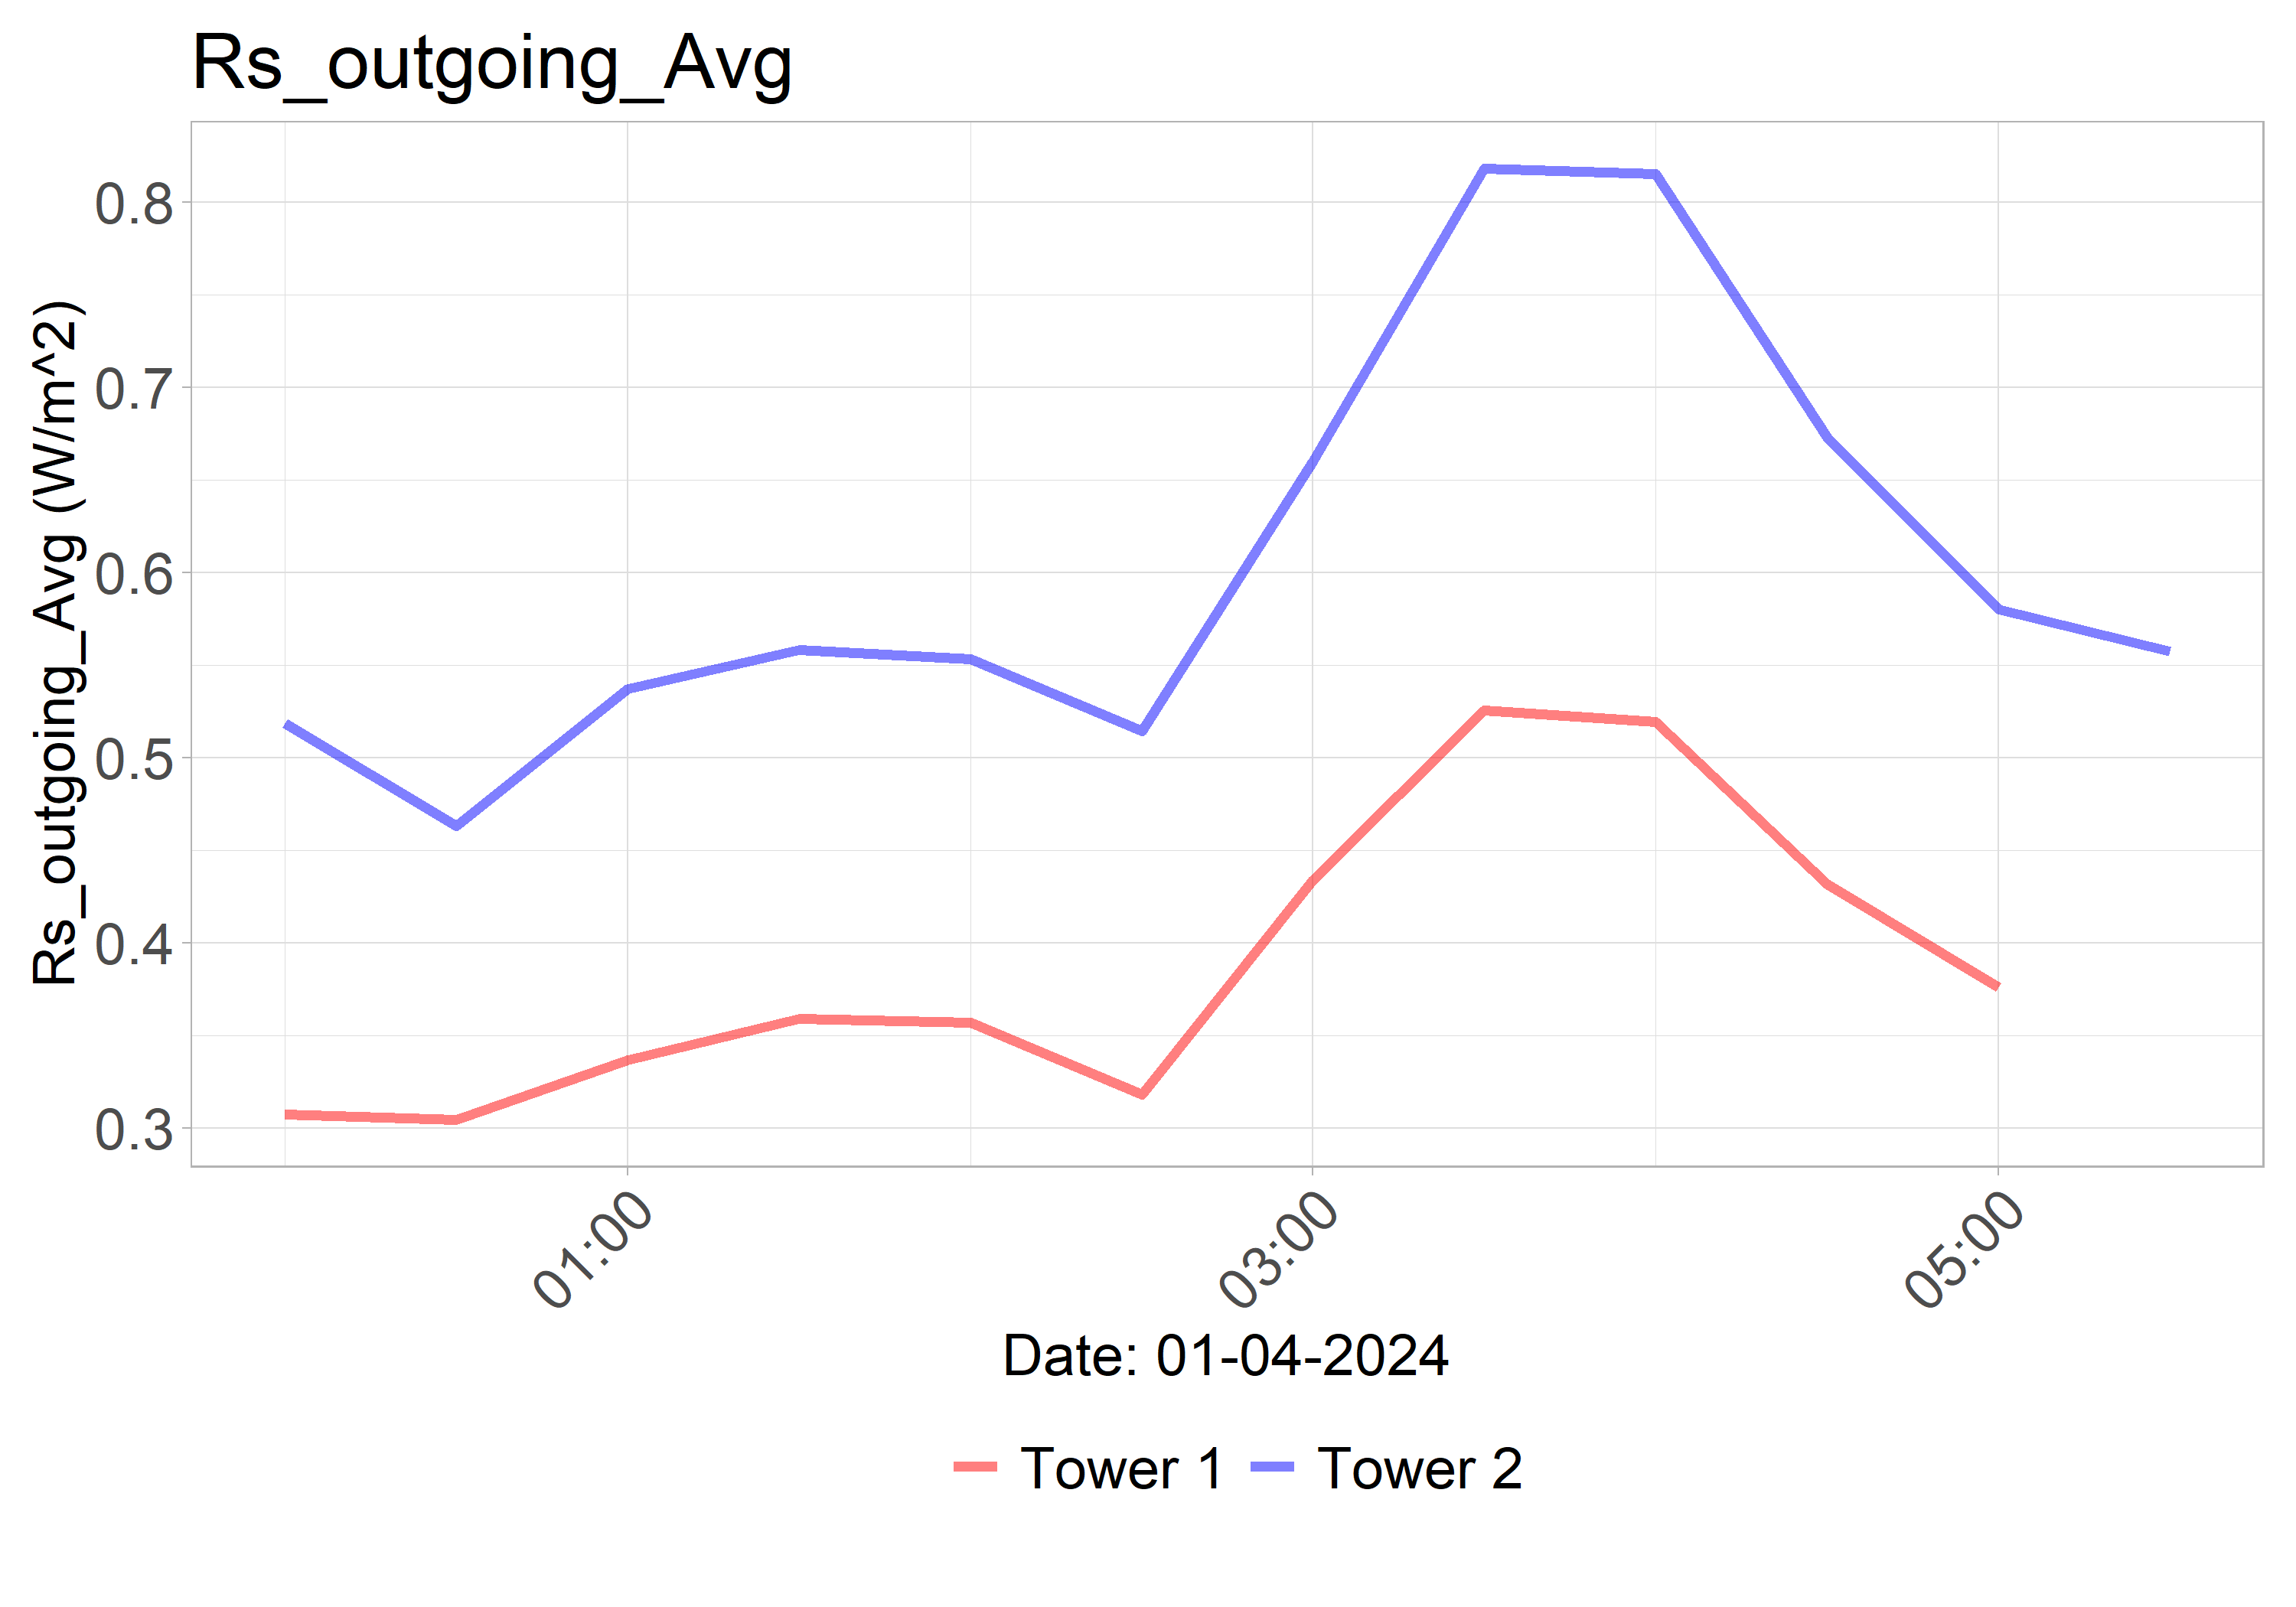 Rs_outgoing_Avg
Rs_outgoing_Avg (W/m^2)
0.8
0.7
0.6
0.5
0.4
0.3
01:00
03:00
05:00
Date: 01-04-2024
Tower 1
Tower 2